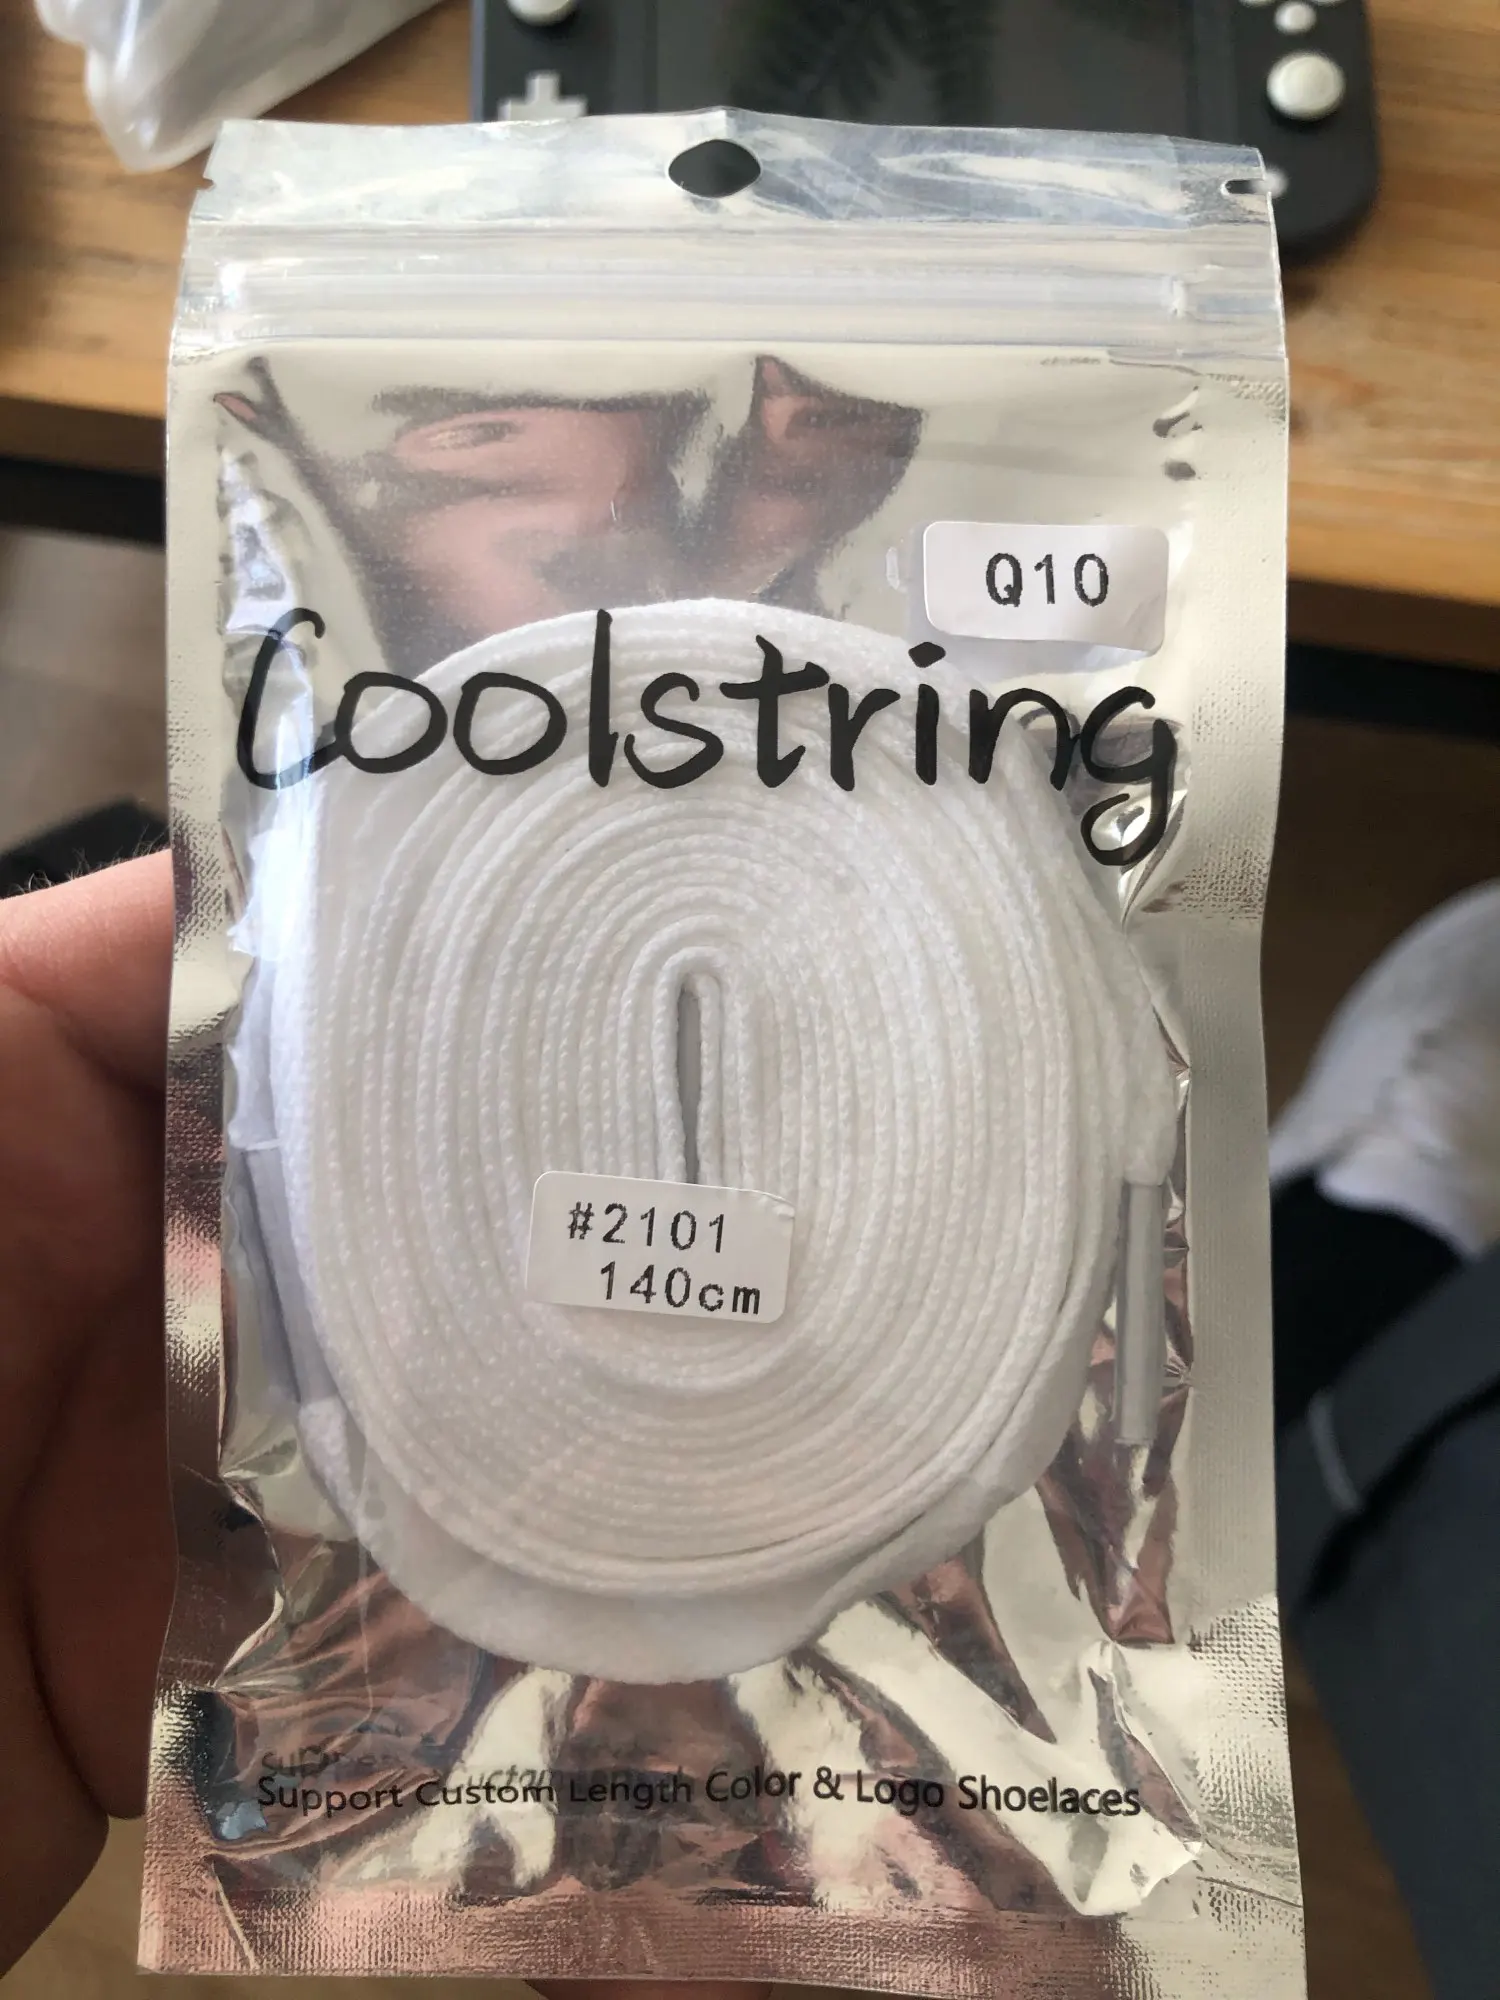 Q10
Coolstring
#2101
140cm
Support Custom Length Color & Logo Shoelaces